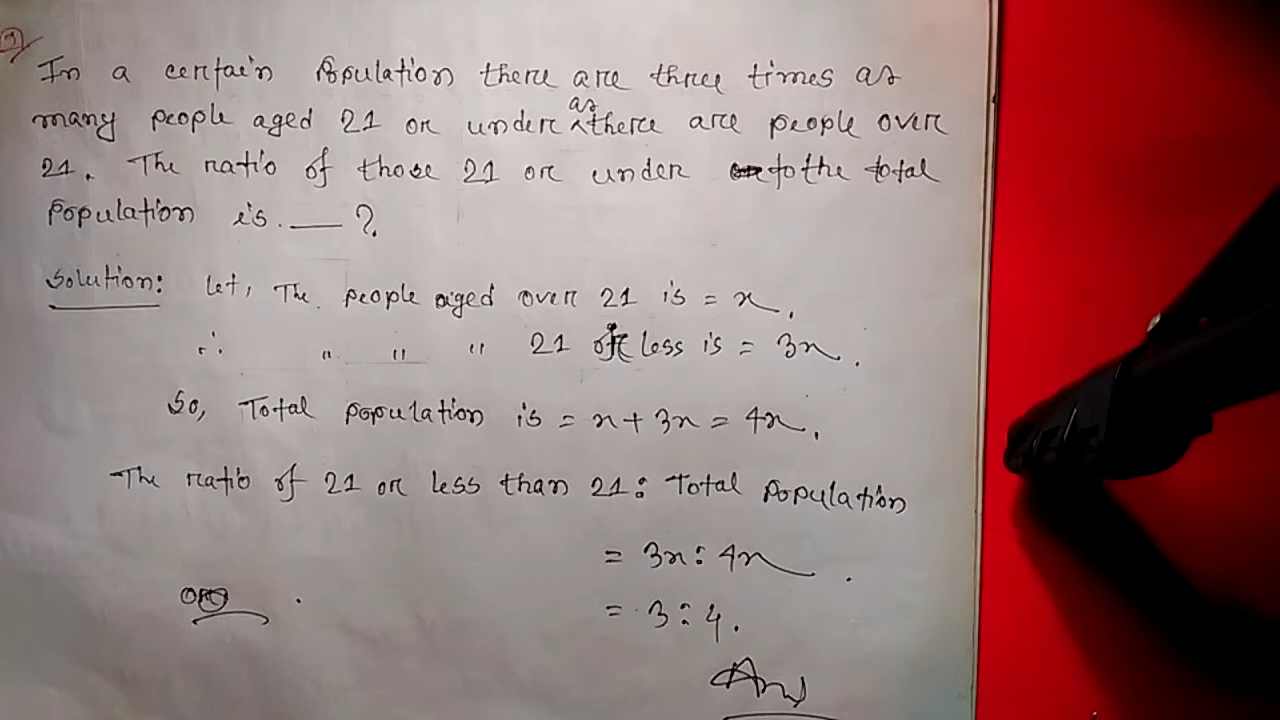 9)
In a certain Population there are three times as
many people aged 21 or under as there are people over
21. The ratio of those 21 or under to the total
Population is. — ?
Solution: Let, The people aged over 21 is = x.
∴ " " " 21 or less is = 3x.
So, Total population is = x + 3x = 4x.
The ratio of 21 or less than 21 : Total Population
= 3x : 4x.
= 3 : 4.
Ans